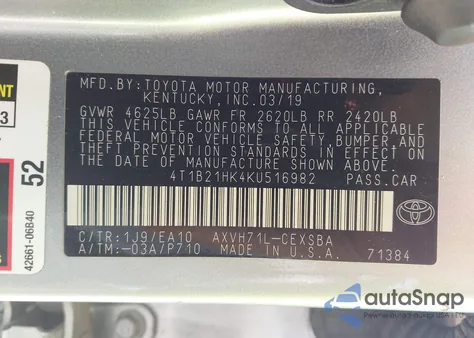 MFD.BY:TOYOTA MOTOR MANUFACTURING,
KENTUCKY, INC.03/19
GVWR 4625LB GAWR FR 2620LB RR 2420LB
THIS VEHICLE CONFORMS TO ALL APPLICABLE
FEDERAL MOTOR VEHICLE SAFETY, BUMPER, AND
THEFT PREVENTION STANDARDS IN EFFECT ON
THE DATE OF MANUFACTURE SHOWN ABOVE.
4T1B21HK4KU516982 PASS.CAR
C/TR:1J9/EA10 AXVH71L-CEXSBA
A/TM:-03A/P710 MADE IN U.S.A. 71384
TOYOTA
52
42661-06B40
3
autoSnap